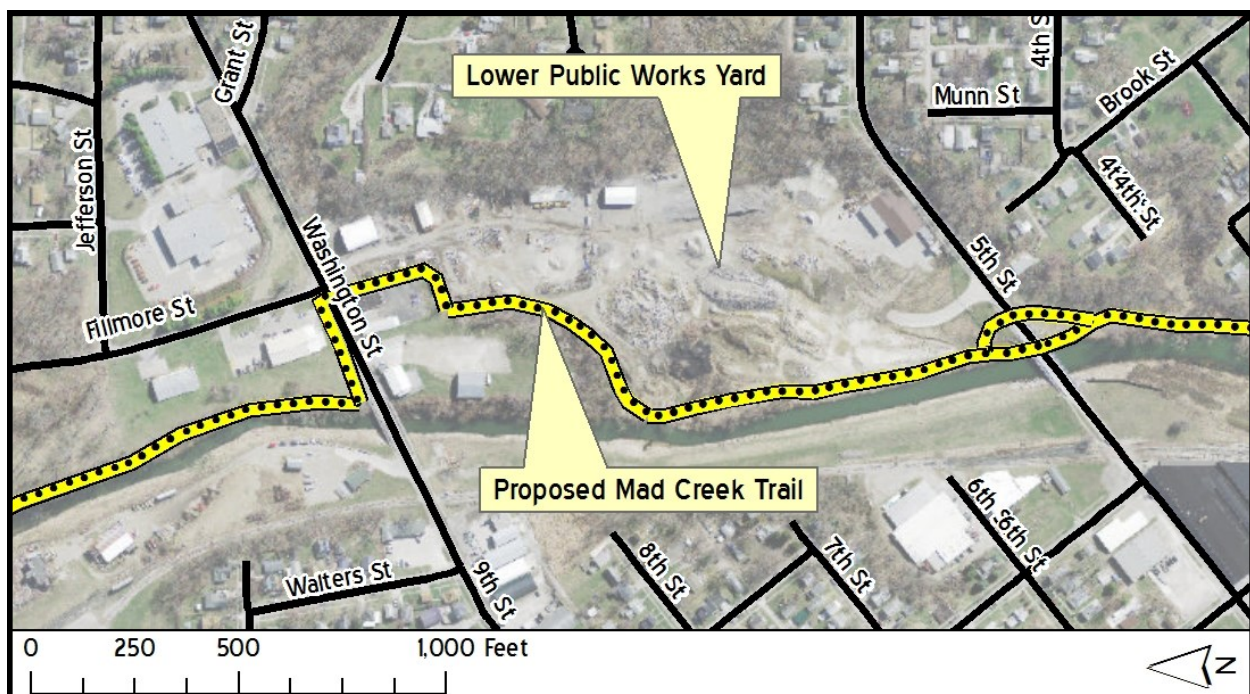 Grant St
Lower Public Works Yard
4th S
Brook St
Munn St
Jefferson St
4t4th: St
Washington St
5th St
Fillmore St
Proposed Mad Creek Trail
6th S6th St
7th St
8th St
9th St
Walters St
0 250 500 1,000 Feet
N